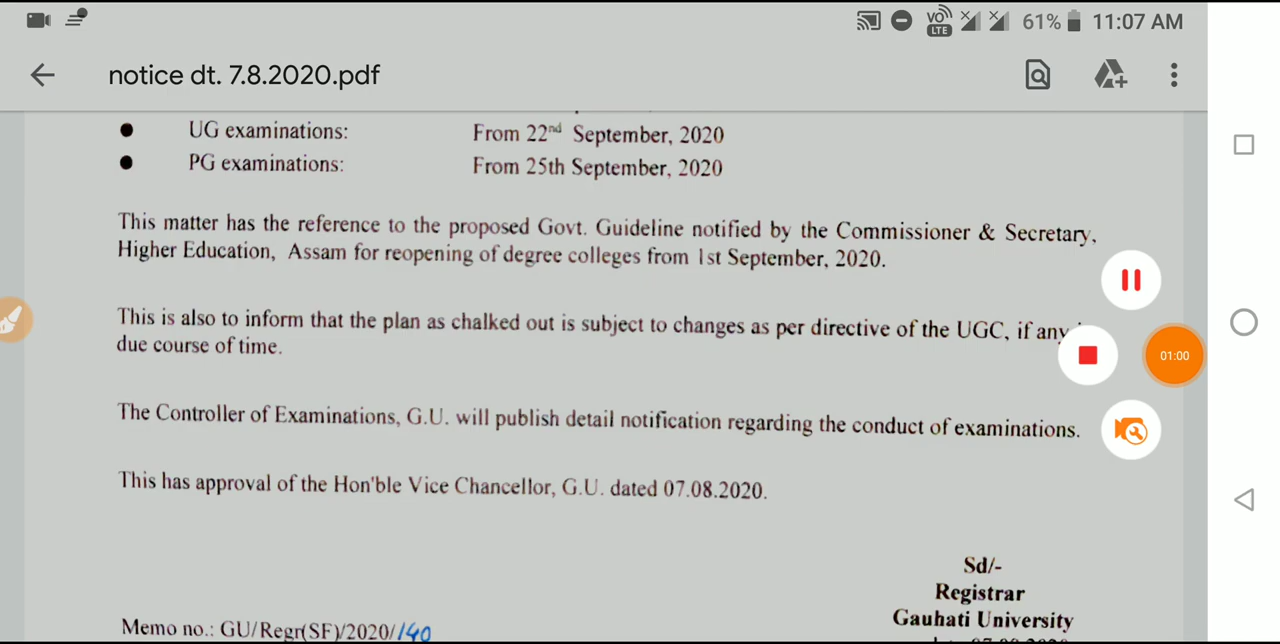 VO LTE 61% 11:07 AM
notice dt. 7.8.2020.pdf
UG examinations: From 22nd September, 2020
PG examinations: From 25th September, 2020
This matter has the reference to the proposed Govt. Guideline notified by the Commissioner & Secretary,
Higher Education, Assam for reopening of degree colleges from 1st September, 2020.
This is also to inform that the plan as chalked out is subject to changes as per directive of the UGC, if any
due course of time.
01:00
The Controller of Examinations, G.U. will publish detail notification regarding the conduct of examinations.
This has approval of the Hon'ble Vice Chancellor, G.U. dated 07.08.2020.
Sd/-
Registrar
Gauhati University
Memo no.: GU/Regr(SF)/2020/140